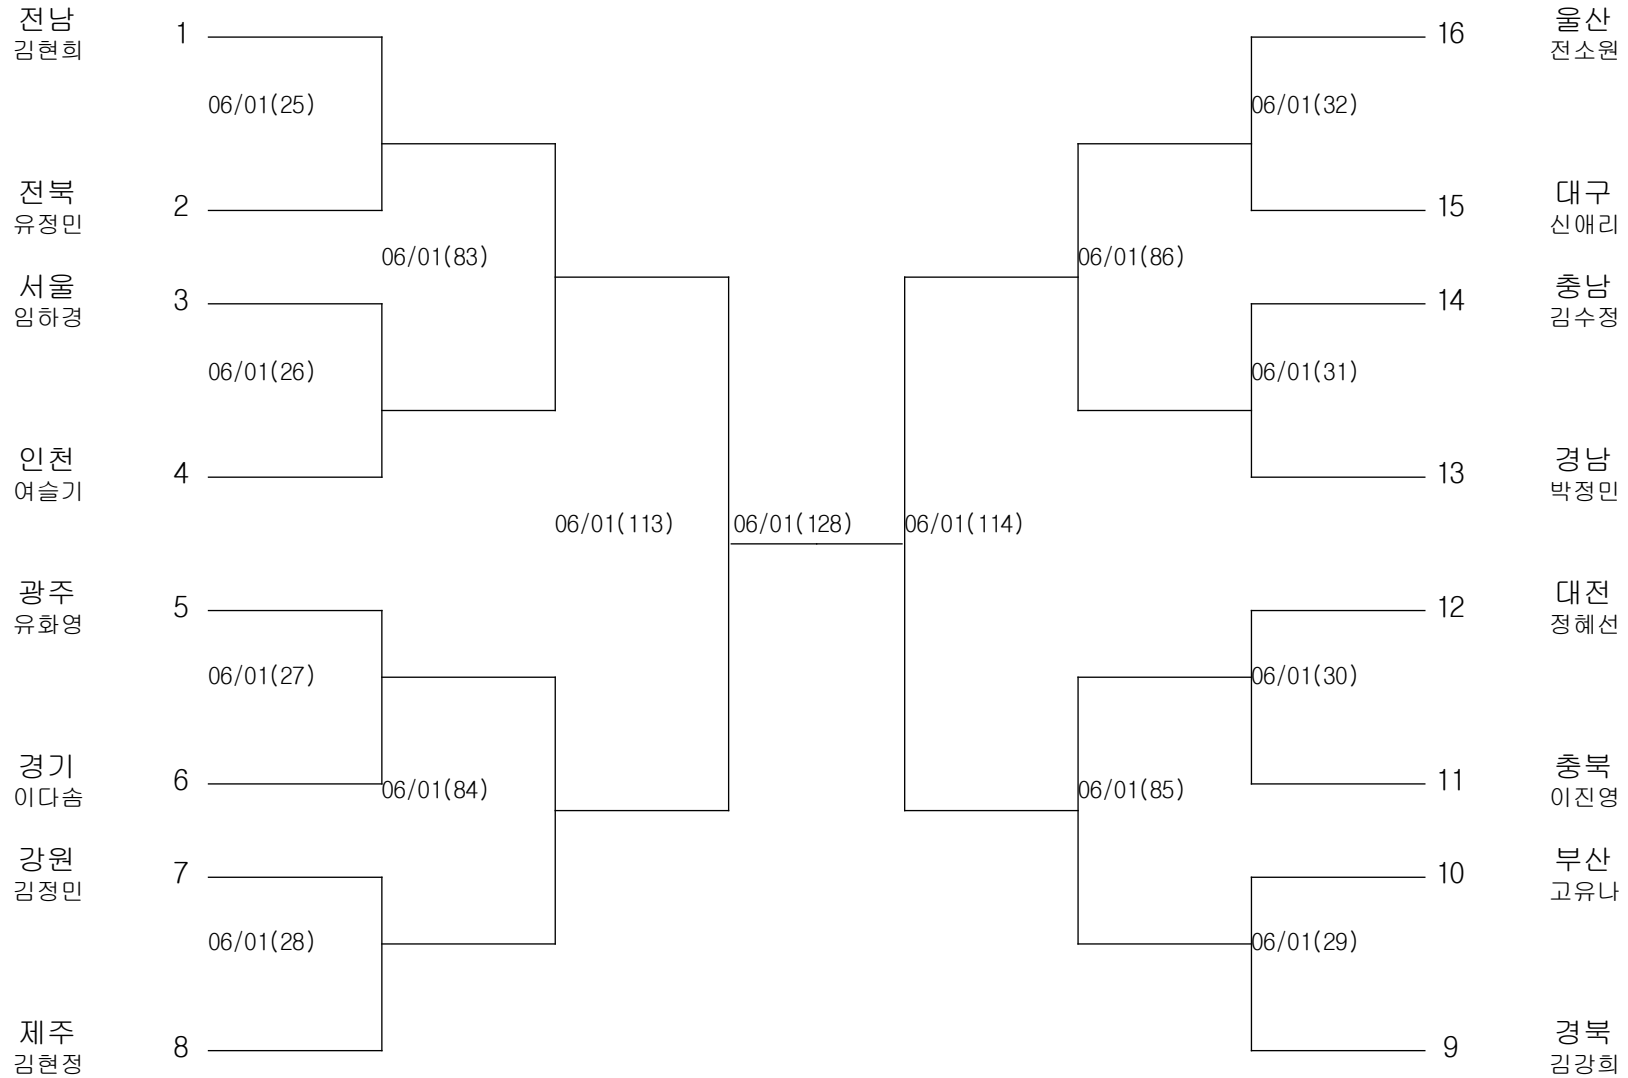 전남
김현희
1
06/01(25)
전북
유정민
2
06/01(83)
서울
임하경
3
06/01(26)
인천
여슬기
4
06/01(113)
광주
유화영
5
06/01(27)
경기
이다솜
6
06/01(84)
강원
김정민
7
06/01(28)
제주
김현정
8
06/01(128)
16
울산
전소원
06/01(32)
15
대구
신애리
06/01(86)
14
충남
김수정
06/01(31)
13
경남
박정민
06/01(114)
12
대전
정혜선
06/01(30)
11
충북
이진영
06/01(85)
10
부산
고유나
06/01(29)
9
경북
김강희